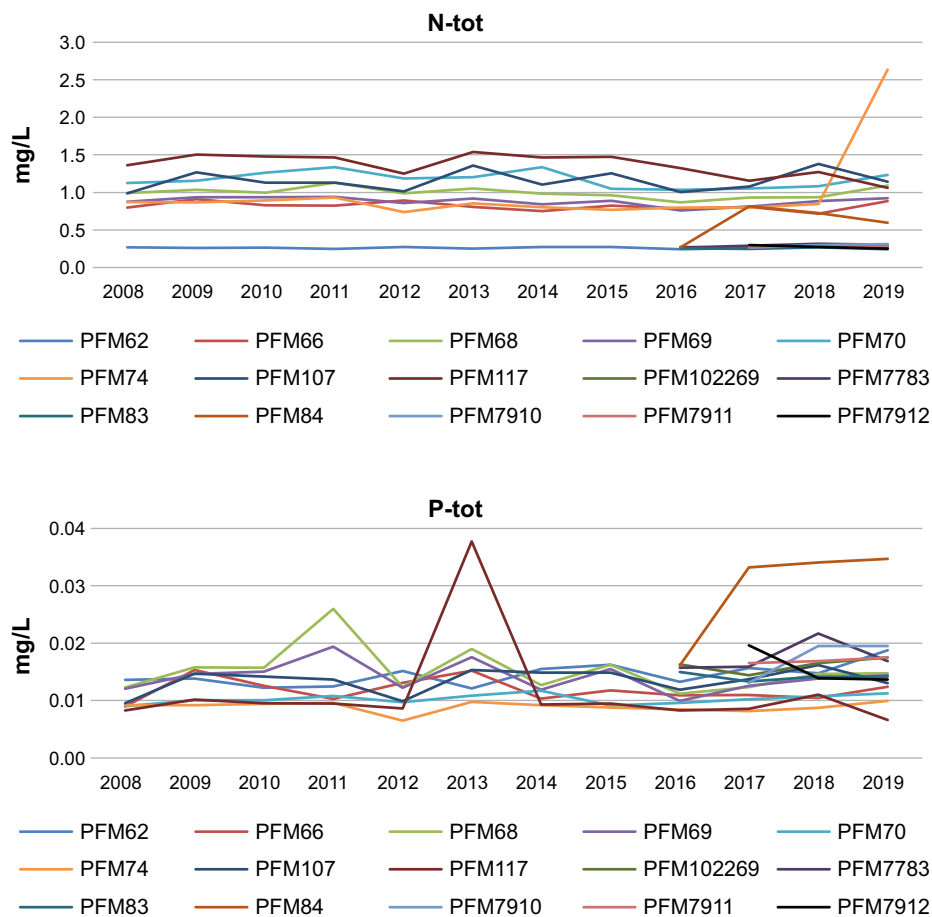 N-tot
3.0
2.5
2.0
1.5
1.0
0.5
0.0
mg/L
2008 2009 2010 2011 2012 2013 2014 2015 2016 2017 2018 2019
PFM62 PFM66 PFM68 PFM69 PFM70
PFM74 PFM107 PFM117 PFM102269 PFM7783
PFM83 PFM84 PFM7910 PFM7911 PFM7912
P-tot
0.04
0.03
0.02
0.01
0.00
mg/L
2008 2009 2010 2011 2012 2013 2014 2015 2016 2017 2018 2019
PFM62 PFM66 PFM68 PFM69 PFM70
PFM74 PFM107 PFM117 PFM102269 PFM7783
PFM83 PFM84 PFM7910 PFM7911 PFM7912